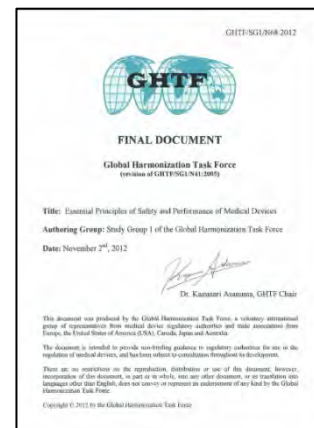 GHTF/SG1/N68:2012
GHTF
FINAL DOCUMENT
Global Harmonization Task Force
(revision of GHTF/SG1/N41:2005)
Title: Essential Principles of Safety and Performance of Medical Devices
Authoring Group: Study Group 1 of the Global Harmonization Task Force
Date: November 2nd, 2012
Dr. Kazunari Asanuma, GHTF Chair
This document was produced by the Global Harmonization Task Force, a voluntary international
group of representatives from medical device regulatory authorities and trade associations from
Europe, the United States of America (USA), Canada, Japan and Australia.
The document is intended to provide non-binding guidance to regulatory authorities for use in the
regulation of medical devices, and has been subject to consultation throughout its development.
There are no restrictions on the reproduction, distribution or use of this document; however,
incorporation of this document, in part or in whole, into any other document, or its translation into
languages other than English, does not convey or represent an endorsement of any kind by the Global
Harmonization Task Force.
Copyright © 2012 by the Global Harmonization Task Force